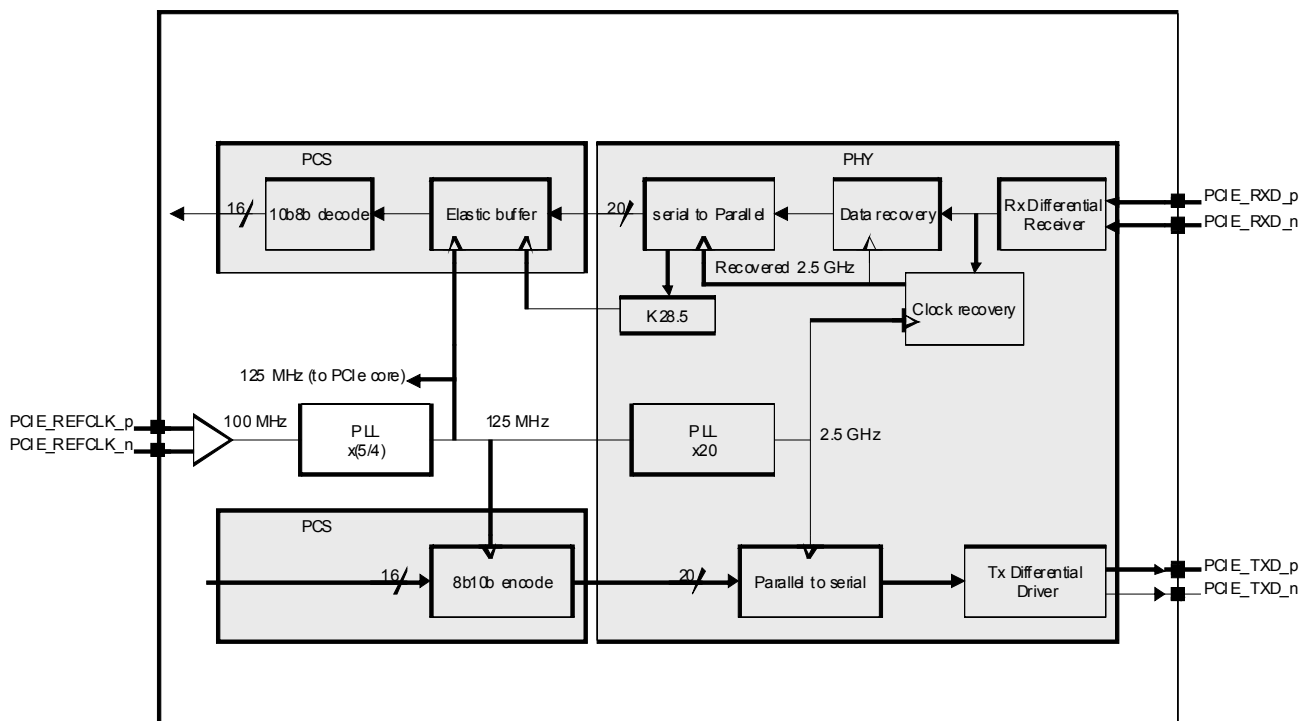 PCS
PHY
16
10b8b decode
Elastic buffer
20
serial to Parallel
Data recovery
Rx Differential
Receiver
PCIE_RXD_p
PCIE_RXD_n
Recovered 2.5 GHz
K28.5
Clock recovery
125 MHz (to PCIe core)
PCIE_REFCLK_p
PCIE_REFCLK_n
100 MHz
PLL
x(5/4)
125 MHz
PLL
x20
2.5 GHz
PCS
16
8b10b encode
20
Parallel to serial
Tx Differential
Driver
PCIE_TXD_p
PCIE_TXD_n